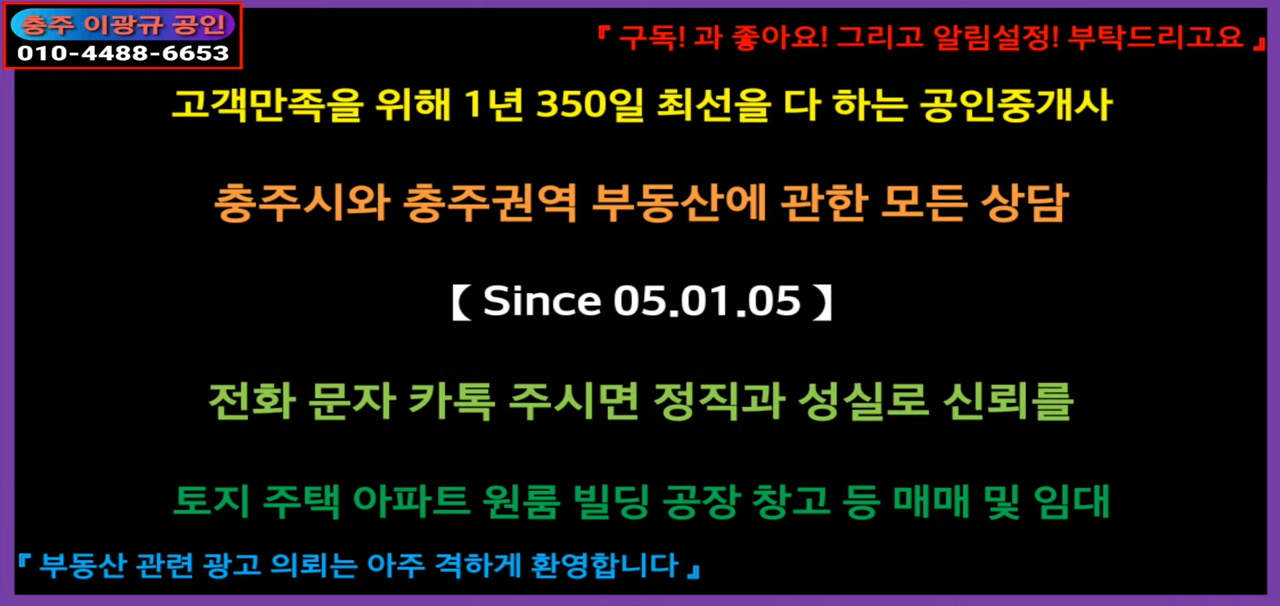 충주 이광규 공인
010-4488-6653
『 구독! 과 좋아요! 그리고 알림설정! 부탁드리고요 』
고객만족을 위해 1년 350일 최선을 다 하는 공인중개사
충주시와 충주권역 부동산에 관한 모든 상담
【 Since 05.01.05 】
전화 문자 카톡 주시면 정직과 성실로 신뢰를
토지 주택 아파트 원룸 빌딩 공장 창고 등 매매 및 임대
『 부동산 관련 광고 의뢰는 아주 격하게 환영합니다 』